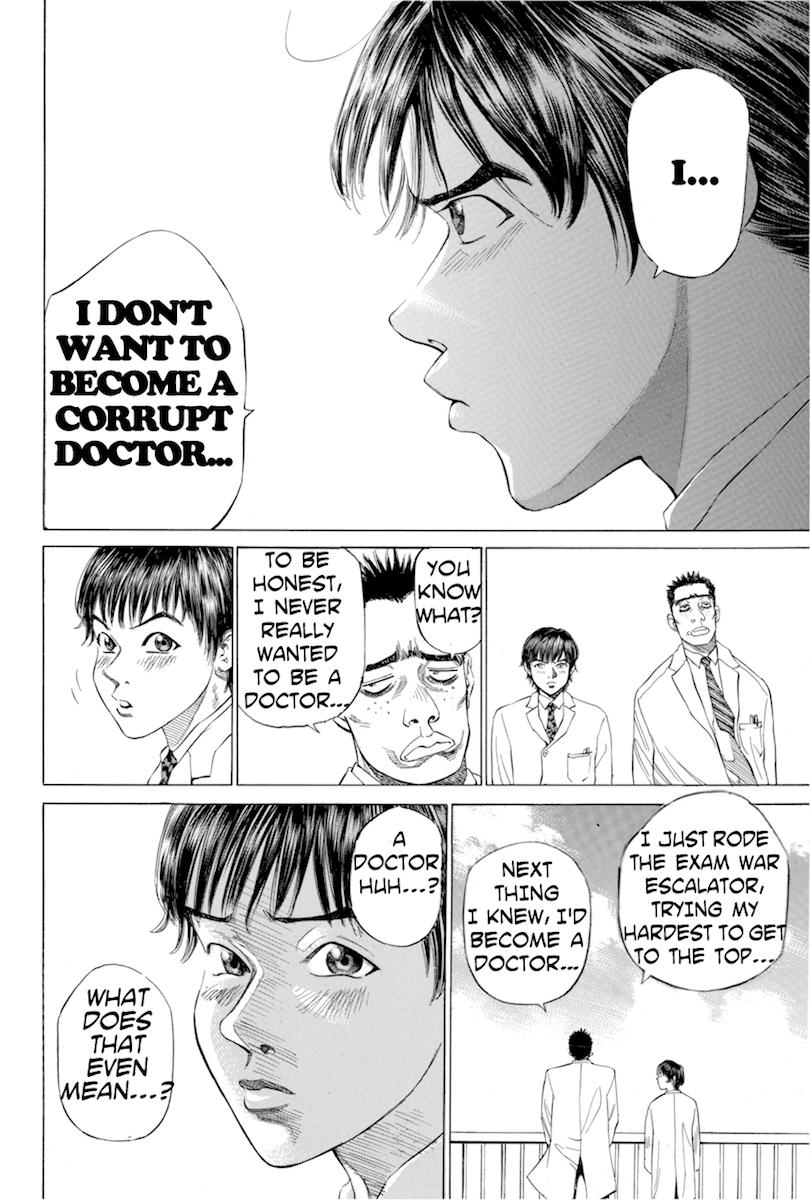 I...
I DON'T
WANT TO
BECOME A
CORRUPT
DOCTOR...
YOU
KNOW
WHAT?
TO BE
HONEST,
I NEVER
REALLY
WANTED
TO BE A
DOCTOR...
I JUST RODE
THE EXAM WAR
ESCALATOR,
TRYING MY
HARDEST TO GET
TO THE TOP...
NEXT
THING
I KNEW, I'D
BECOME A
DOCTOR...
A
DOCTOR
HUH...?
WHAT
DOES
THAT
EVEN
MEAN...?